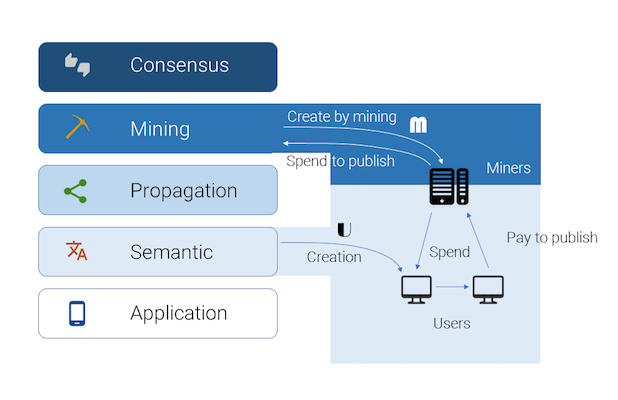 Consensus
Mining
Create by mining
m
Spend to publish
Miners
Propagation
Pay to publish
Semantic
U
Creation
Spend
Application
Users